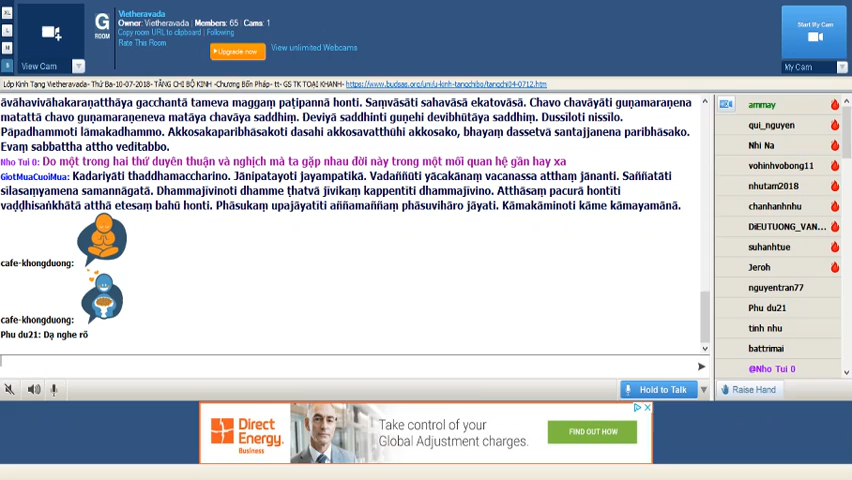 Vietheravada
Owner: Vietheravada | Members: 65 | Cams: 1
Copy room URL to clipboard | Following
Rate This Room
G
ROOM
Upgrade now
View unlimited Webcams
XL
L
M
S
View Cam
Start My Cam
My Cam
Lớp Kinh Tạng Vietheravada- Thứ Ba-10-07-2018- TĂNG CHI BỘ KINH -Chương Bốn Pháp- tt- GS TK TOẠI KHANH- https://www.budsas.org/uni/u-kinh-tangchibo/tangchi04-0712.htm
āvāhavivāhakaraṇatthāya gacchantā tameva maggaṃ paṭipannā honti. Saṃvāsāti sahavāsā ekatovāsā. Chavo chavāyāti guṇamaraṇena
matattā chavo guṇamaraṇeneva matāya chavāya saddhiṃ. Deviyā saddhinti guṇehi devibhūtāya saddhiṃ. Dussīloti nissīlo.
Pāpadhammoti lāmakadhammo. Akkosakaparibhāsakoti dasahi akkosavatthūhi akkosako, bhayaṃ dassetvā santajjanena paribhāsako.
Evaṃ sabbattha attho veditabbo.
Nho Tui 0: Do một trong hai thứ duyên thuận và nghịch mà ta gặp nhau đời này trong một mối quan hệ gần hay xa
GiotMuaCuoiMua: Kadariyāti thaddhamaccharino. Jānipatayoti jayampatikā. Vadaññūti yācakānaṃ vacanassa atthaṃ jānanti. Saññatāti
sīlasaṃyamena samannāgatā. Dhammajīvinoti dhamme ṭhatvā jīvikaṃ kappentīti dhammajīvino. Atthāsaṃ pacurā hontīti
vaḍḍhisaṅkhātā atthā etesaṃ bahū honti. Phāsukaṃ upajāyatīti aññamaññaṃ phāsuvihāro jāyati. Kāmakāminoti kāme kāmayamānā.
cafe-khongduong:
cafe-khongduong:
Phu du21: Dạ nghe rõ
ammay
qui_nguyen
Nhi Na
vohinhvobong11
nhutam2018
chanhanhnhu
DiEUTUONG_VAN...
suhanhtue
Jeroh
nguyentran77
Phu du21
tinh nhu
battrimai
@Nho Tui 0
Hold to Talk
Raise Hand
Direct
Energy.
Business
Take control of your
Global Adjustment charges.
FIND OUT HOW